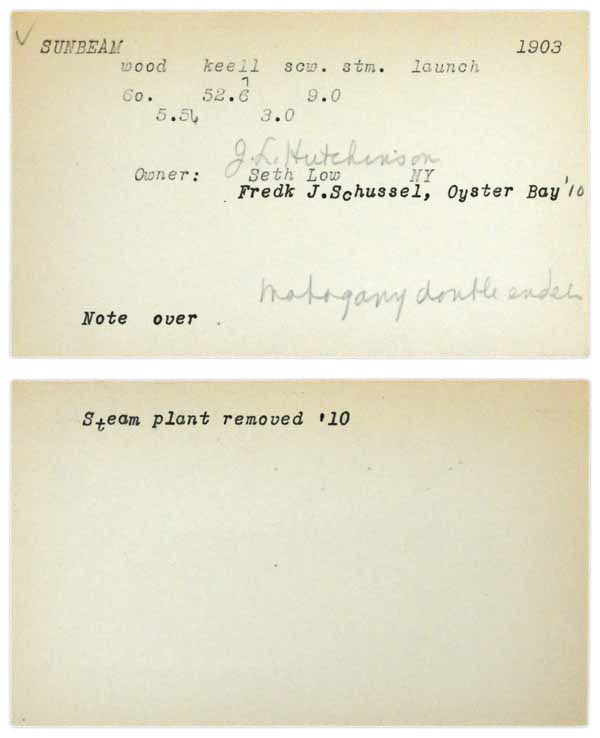 SUNBEAM 1903
wood keell scw. stm. launch
7
60. 52.6 9.0
5.5 3.0
J. L. Hutchinson
Owner: Seth Low NY
Fredk J.Schussel, Oyster Bay '10
Mahogany double ender
Note over .
Steam plant removed '10